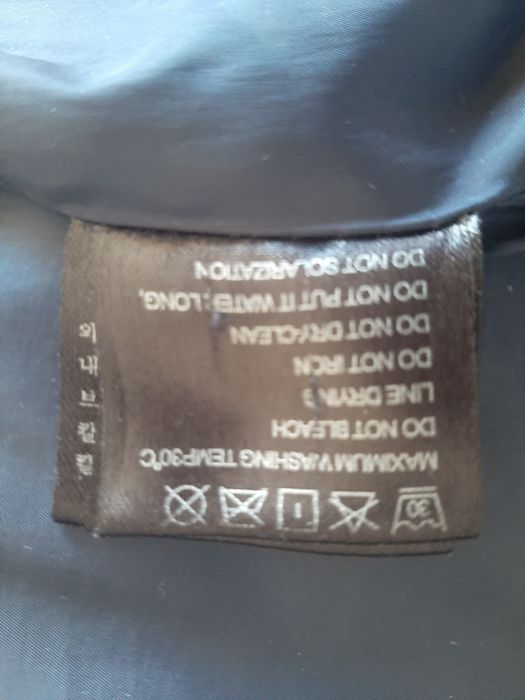 30
MAXIMUM WASHING TEMP30°C
DO NOT BLEACH
LINE DRYING
DO NOT IRON
DO NOT DRY-CLEAN
DO NOT PUT IT WATER LONG,
DO NOT SOLARIZATION